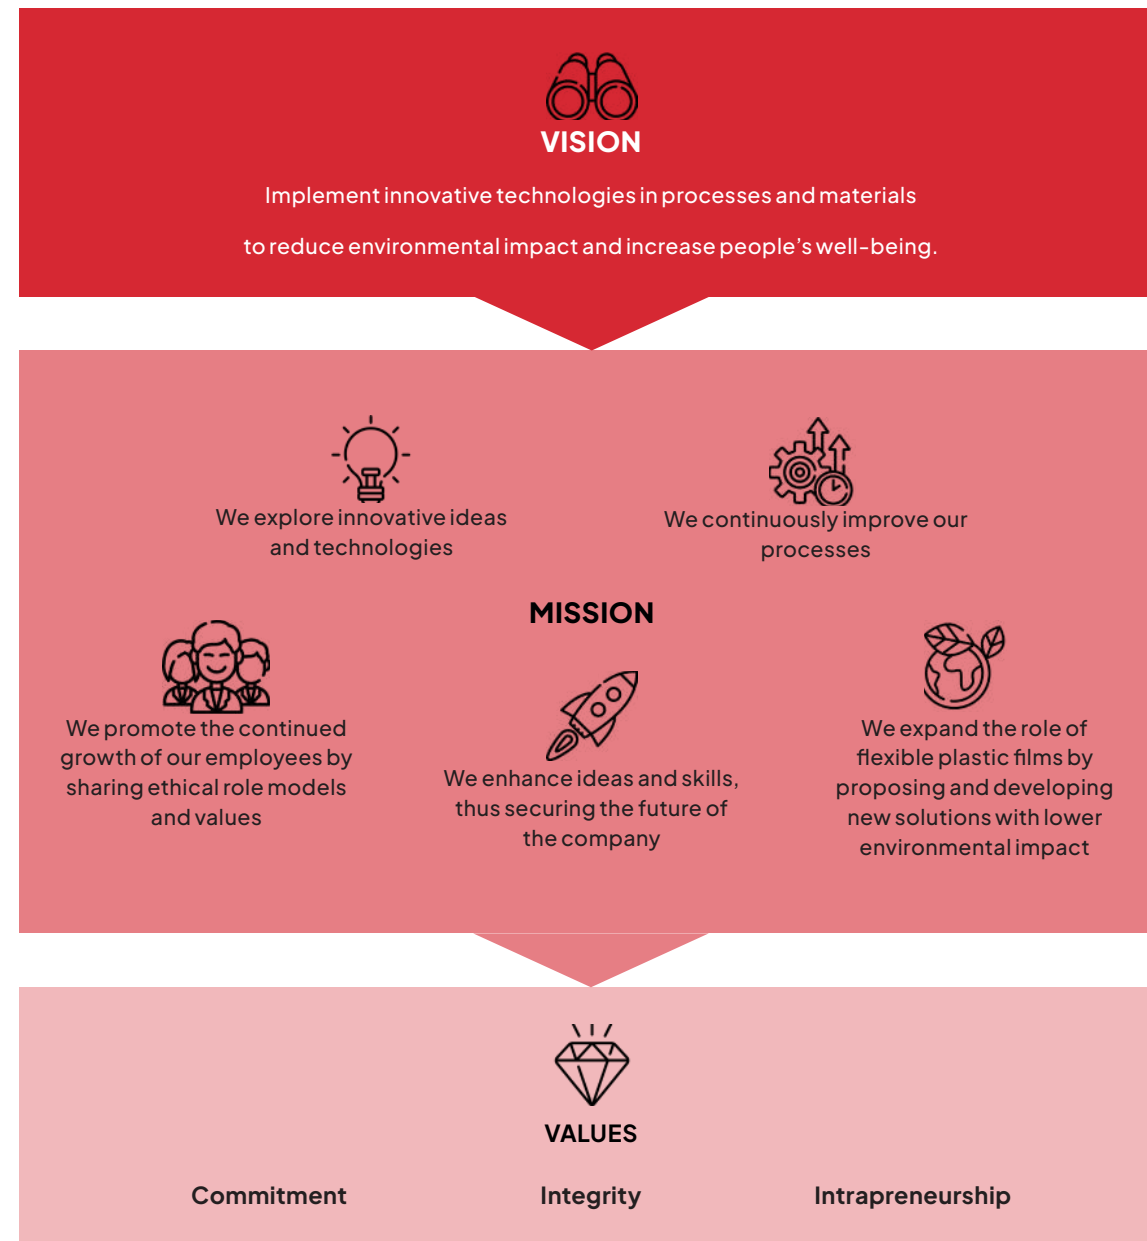 VISION
Implement innovative technologies in processes and materials
to reduce environmental impact and increase people's well-being.
We explore innovative ideas
and technologies
We continuously improve our
processes
MISSION
We promote the continued
growth of our employees by
sharing ethical role models
and values
We enhance ideas and skills,
thus securing the future of
the company
We expand the role of
flexible plastic films by
proposing and developing
new solutions with lower
environmental impact
VALUES
Commitment
Integrity
Intrapreneurship